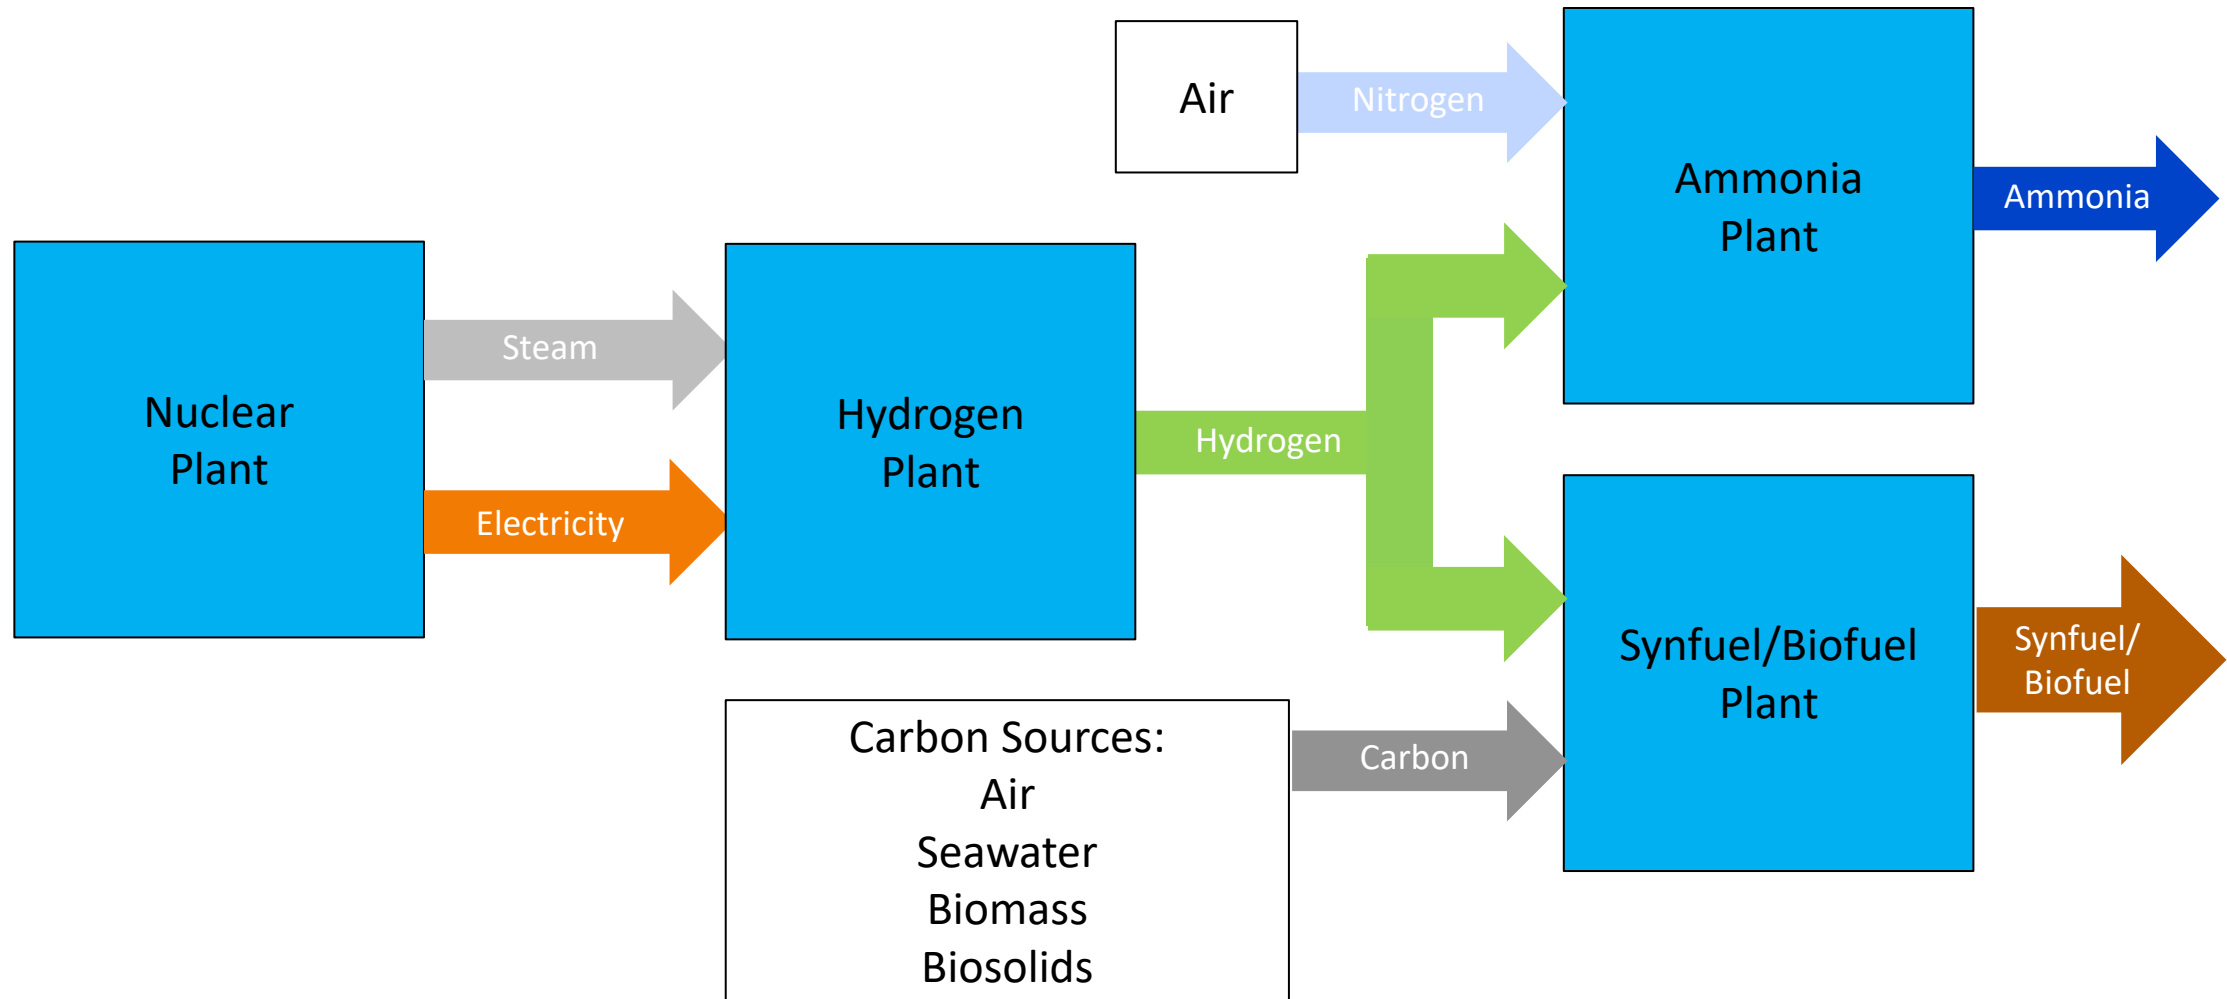 Air
Nitrogen
Ammonia
Plant
Ammonia
Nuclear
Plant
Steam
Electricity
Hydrogen
Plant
Hydrogen
Synfuel/Biofuel
Plant
Synfuel/
Biofuel
Carbon Sources:
Air
Seawater
Biomass
Biosolids
Carbon